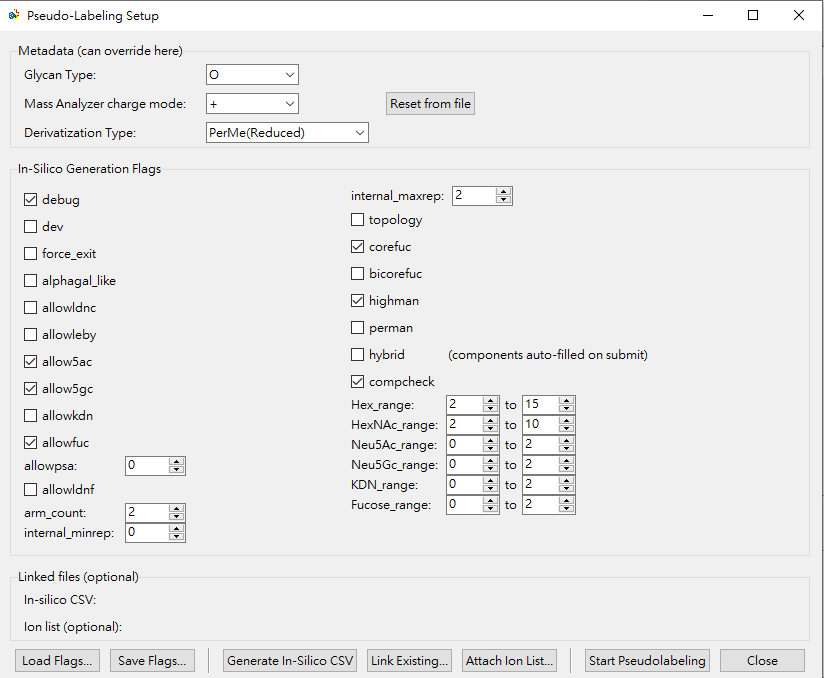 Pseudo-Labeling Setup
Metadata (can override here)
Glycan Type: O
Mass Analyzer charge mode: + Reset from file
Derivatization Type: PerMe(Reduced)
In-Silico Generation Flags
debug
dev
force_exit
alphagal_like
allowldnc
allowleby
allow5ac
allow5gc
allowkdn
allowfuc
allowpsa: 0
allowldnf
arm_count: 2
internal_minrep: 0
internal_maxrep: 2
topology
corefuc
bicorefuc
highman
perman
hybrid (components auto-filled on submit)
compcheck
Hex_range: 2 to 15
HexNAc_range: 2 to 10
Neu5Ac_range: 0 to 2
Neu5Gc_range: 0 to 2
KDN_range: 0 to 2
Fucose_range: 0 to 2
Linked files (optional)
In-silico CSV:
Ion list (optional):
Load Flags... Save Flags... Generate In-Silico CSV Link Existing... Attach Ion List... Start Pseudolabeling Close